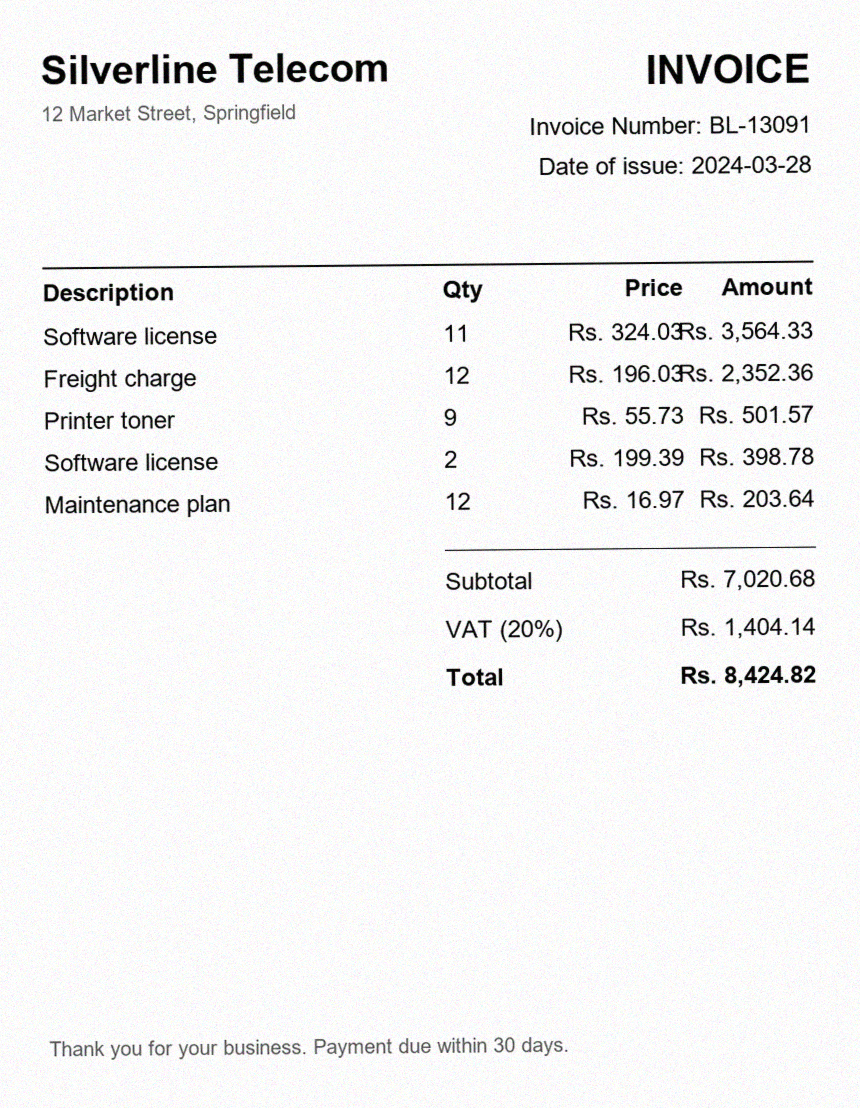 Silverline Telecom
INVOICE
12 Market Street, Springfield
Invoice Number: BL-13091
Date of issue: 2024-03-28
Description Qty Price Amount
Software license 11 Rs. 324.03 Rs. 3,564.33
Freight charge 12 Rs. 196.03 Rs. 2,352.36
Printer toner 9 Rs. 55.73 Rs. 501.57
Software license 2 Rs. 199.39 Rs. 398.78
Maintenance plan 12 Rs. 16.97 Rs. 203.64
Subtotal Rs. 7,020.68
VAT (20%) Rs. 1,404.14
Total Rs. 8,424.82
Thank you for your business. Payment due within 30 days.